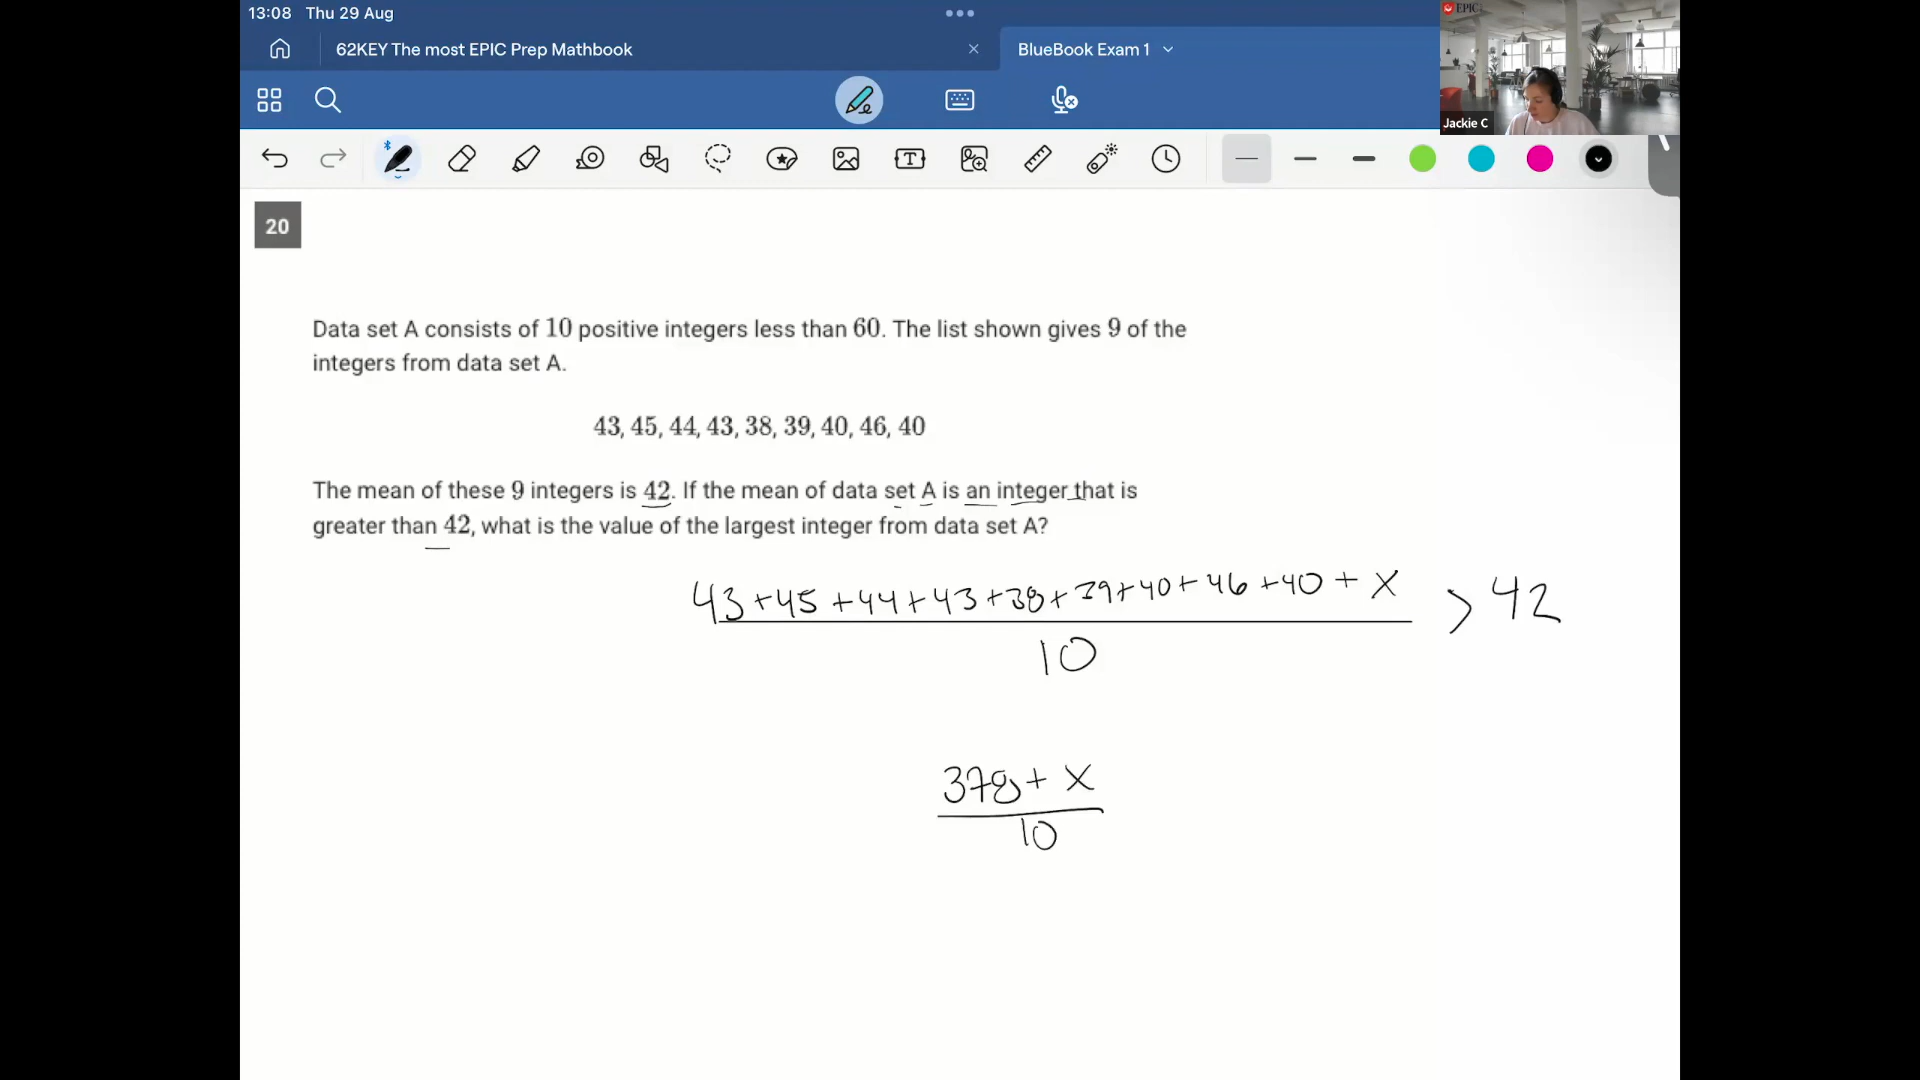 13:08 Thu 29 Aug
62KEY The most EPIC Prep Mathbook
BlueBook Exam 1
EPIC
Jackie C
20
Data set A consists of 10 positive integers less than 60. The list shown gives 9 of the
integers from data set A.
43, 45, 44, 43, 38, 39, 40, 46, 40
The mean of these 9 integers is 42. If the mean of data set A is an integer that is
greater than 42, what is the value of the largest integer from data set A?
43+45+44+43+38+39+40+46+40+X > 42
10
378+ X
10